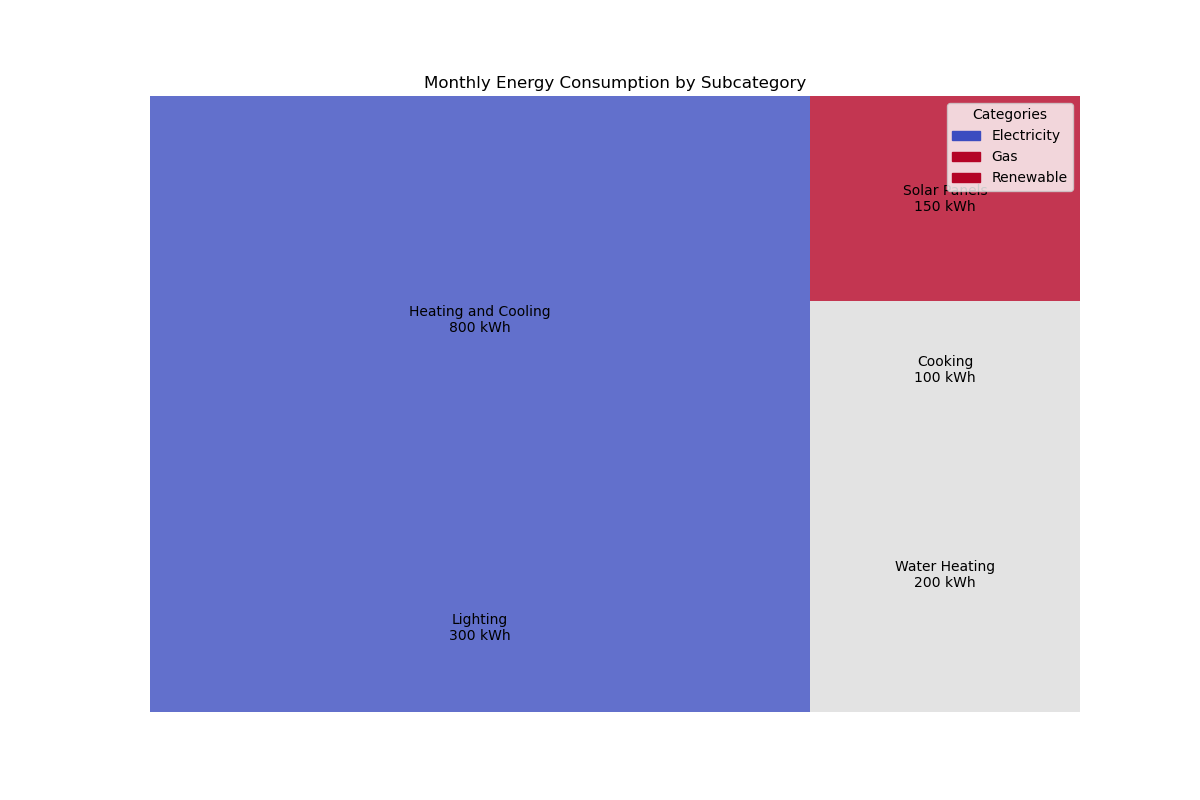 Monthly Energy Consumption by Subcategory
Categories
Electricity
Gas
Renewable
Solar Panels
150 kWh
Heating and Cooling
800 kWh
Cooking
100 kWh
Water Heating
200 kWh
Lighting
300 kWh